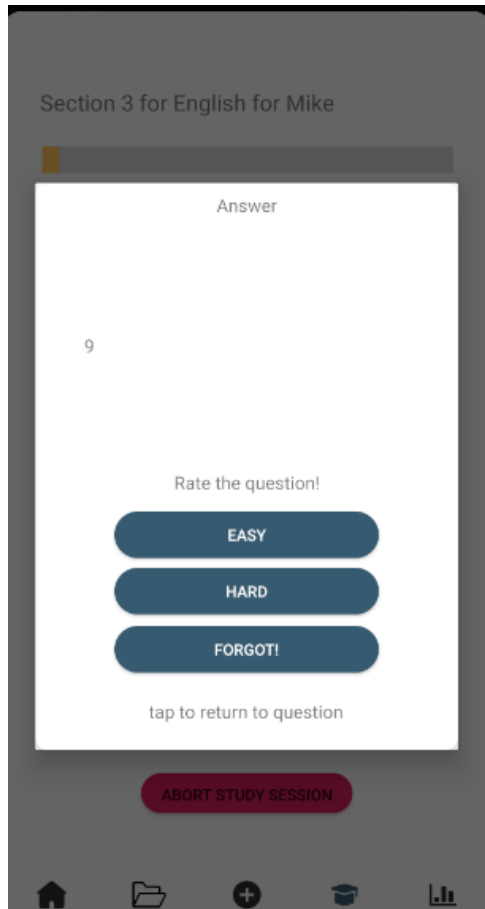 Section 3 for English for Mike
Answer
9
Rate the question!
EASY
HARD
FORGOT!
tap to return to question
ABORT STUDY SESSION